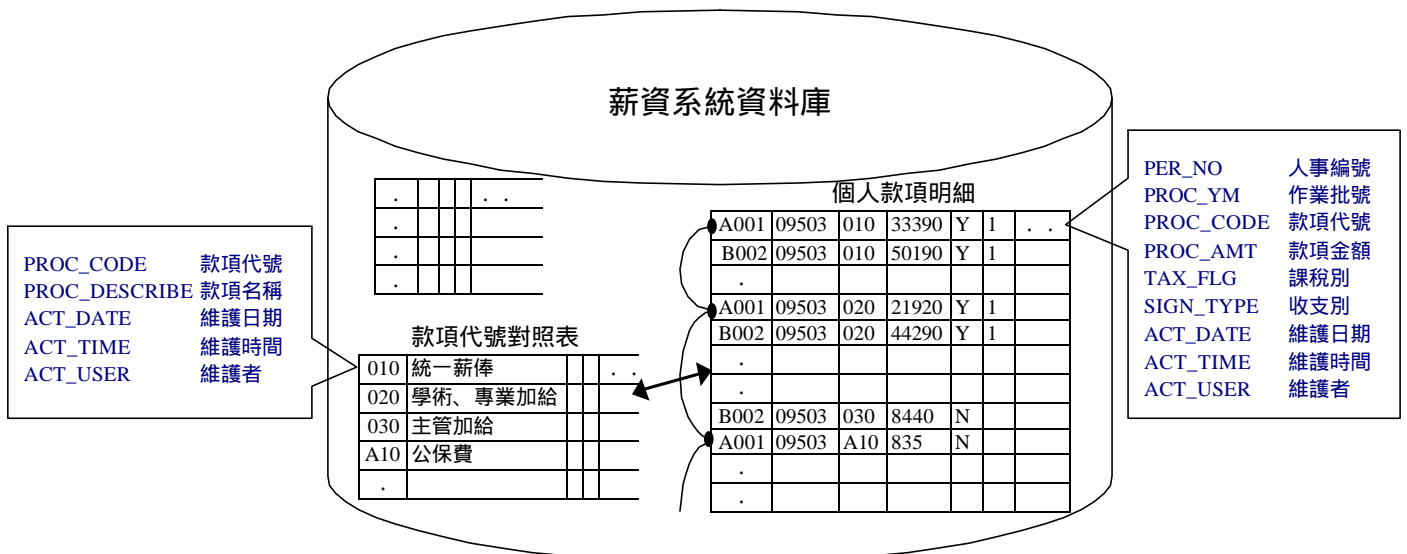 薪資系統資料庫
PROC_CODE 款項代號
PROC_DESCRIBE 款項名稱
ACT_DATE 維護日期
ACT_TIME 維護時間
ACT_USER 維護者
. . .
.
.
.
款項代號對照表
010 統一薪俸 . .
020 學術、專業加給
030 主管加給
A10 公保費
.
個人款項明細
A001 09503 010 33390 Y 1 . .
B002 09503 010 50190 Y 1
.
A001 09503 020 21920 Y 1
B002 09503 020 44290 Y 1
.
.
B002 09503 030 8440 N
A001 09503 A10 835 N
.
.
PER_NO 人事編號
PROC_YM 作業批號
PROC_CODE 款項代號
PROC_AMT 款項金額
TAX_FLG 課稅別
SIGN_TYPE 收支別
ACT_DATE 維護日期
ACT_TIME 維護時間
ACT_USER 維護者